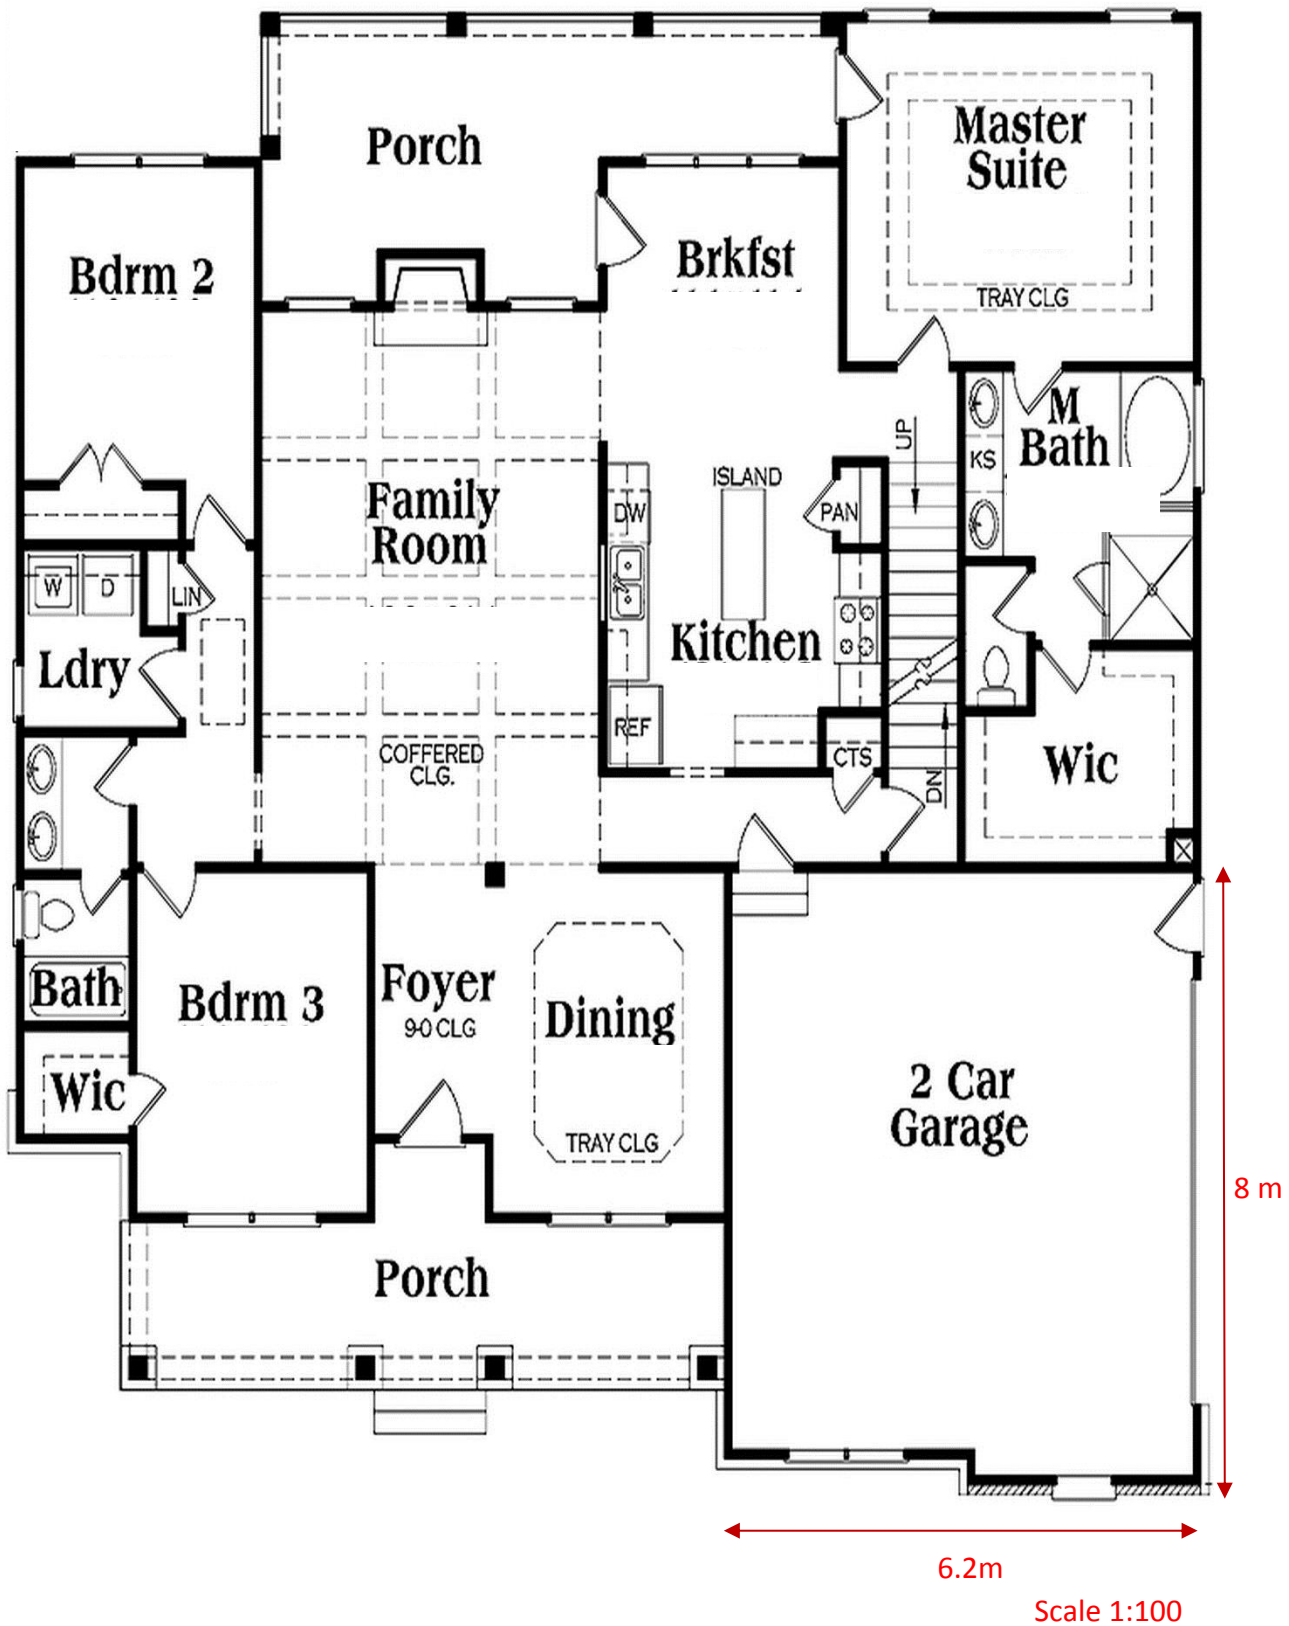 Porch
Master
Suite
TRAY CLG
Bdrm 2
Brkfst
UP
M
Bath
KS
ISLAND
PAN
DW
Family
Room
W
D
LIN
Kitchen
Ldry
REF
COFFERED
CLG.
CTS
DN
Wic
Bath
Bdrm 3
Foyer
9-0 CLG
Dining
TRAY CLG
Wic
2 Car
Garage
8 m
Porch
6.2m
Scale 1:100